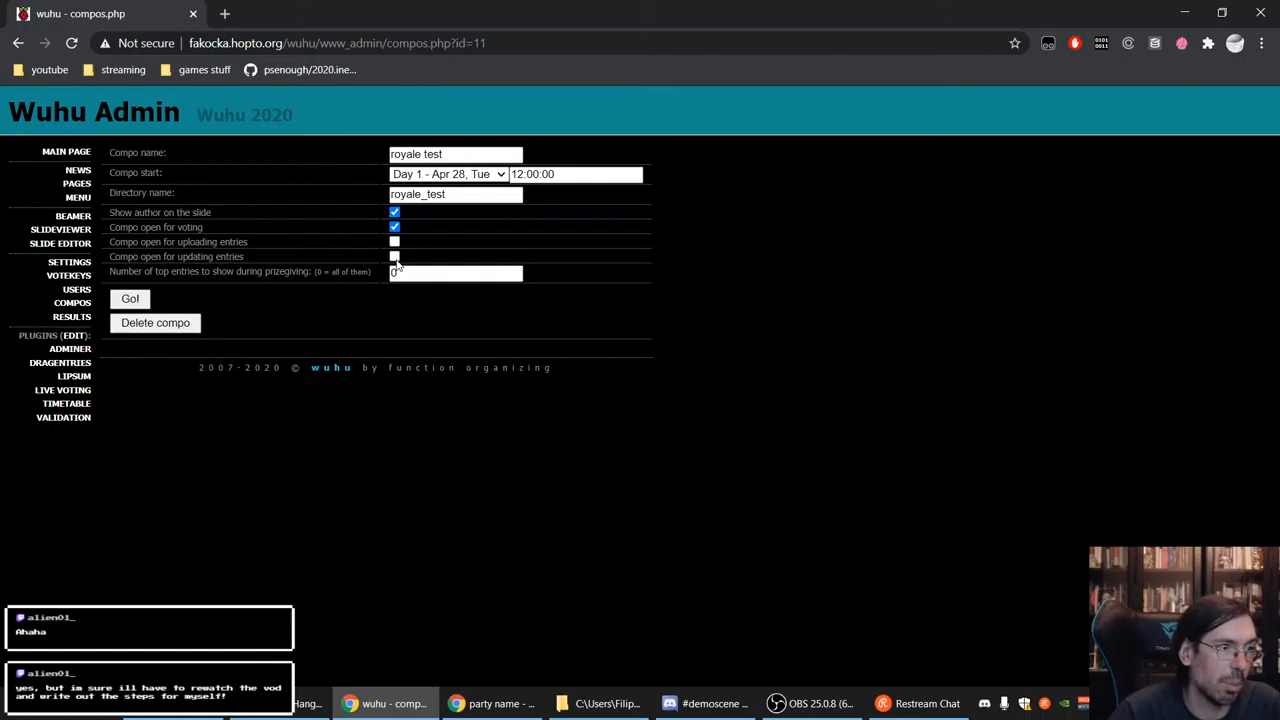 wuhu - compos.php
Not secure
fakocka.hopto.org/wuhu/www_admin/compos.php?id=11
0101
0011
youtube
streaming
games stuff
psenough/2020.ine...
Wuhu Admin
Wuhu 2020
MAIN PAGE
NEWS
PAGES
MENU
BEAMER
SLIDEVIEWER
SLIDE EDITOR
SETTINGS
VOTEKEYS
USERS
COMPOS
RESULTS
PLUGINS (EDIT):
ADMINER
DRAGENTRIES
LIPSUM
LIVE VOTING
TIMETABLE
VALIDATION
Compo name:
royale test
Compo start:
Day 1 - Apr 28, Tue
12:00:00
Directory name:
royale_test
Show author on the slide
Compo open for voting
Compo open for uploading entries
Compo open for updating entries
Number of top entries to show during prizegiving: (0 = all of them)
0
Go!
Delete compo
2007-2020 © wuhu by function organizing
alien01_
Ahaha
alien01_
yes, but im sure ill have to rewatch the vod
and write out the steps for myself!
Hang...
wuhu - comp...
party name - ...
C:\Users\Filip...
#demoscene ...
OBS 25.0.8 (6...
Restream Chat